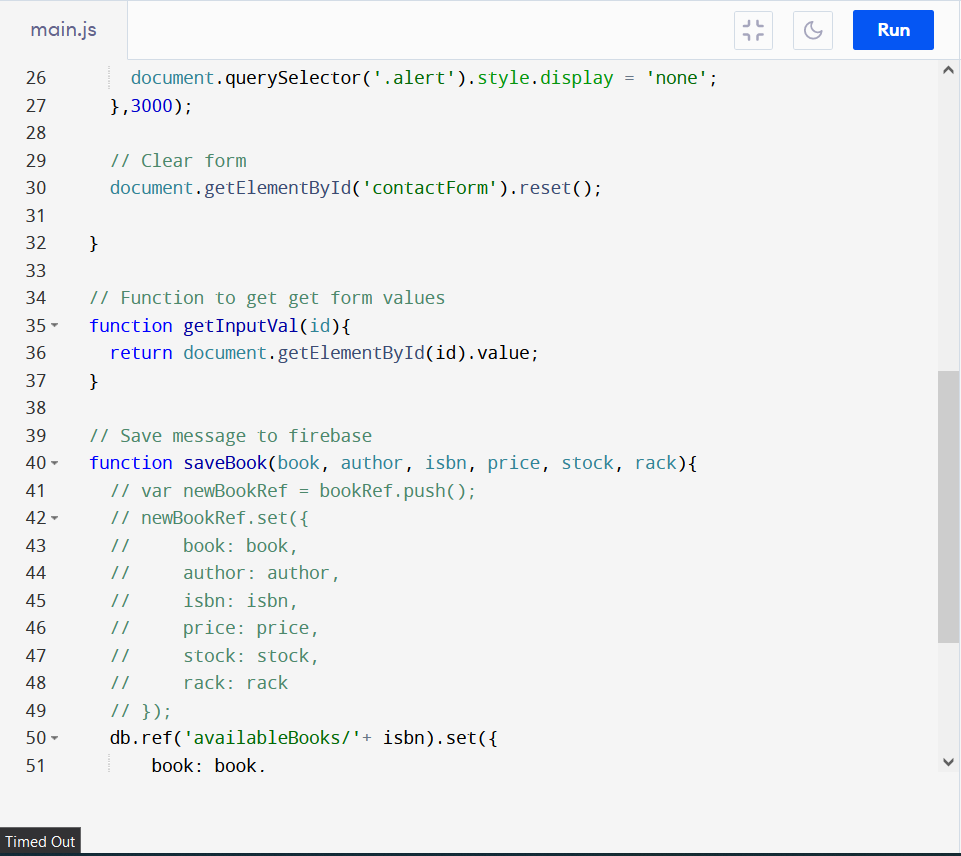 main.js
Run
26 document.querySelector('.alert').style.display = 'none';
27 },3000);
28
29 // Clear form
30 document.getElementById('contactForm').reset();
31
32 }
33
34 // Function to get get form values
35 function getInputVal(id){
36 return document.getElementById(id).value;
37 }
38
39 // Save message to firebase
40 function saveBook(book, author, isbn, price, stock, rack){
41 // var newBookRef = bookRef.push();
42 // newBookRef.set({
43 // book: book,
44 // author: author,
45 // isbn: isbn,
46 // price: price,
47 // stock: stock,
48 // rack: rack
49 // });
50 db.ref('availableBooks/'+ isbn).set({
51 book: book.
Timed Out